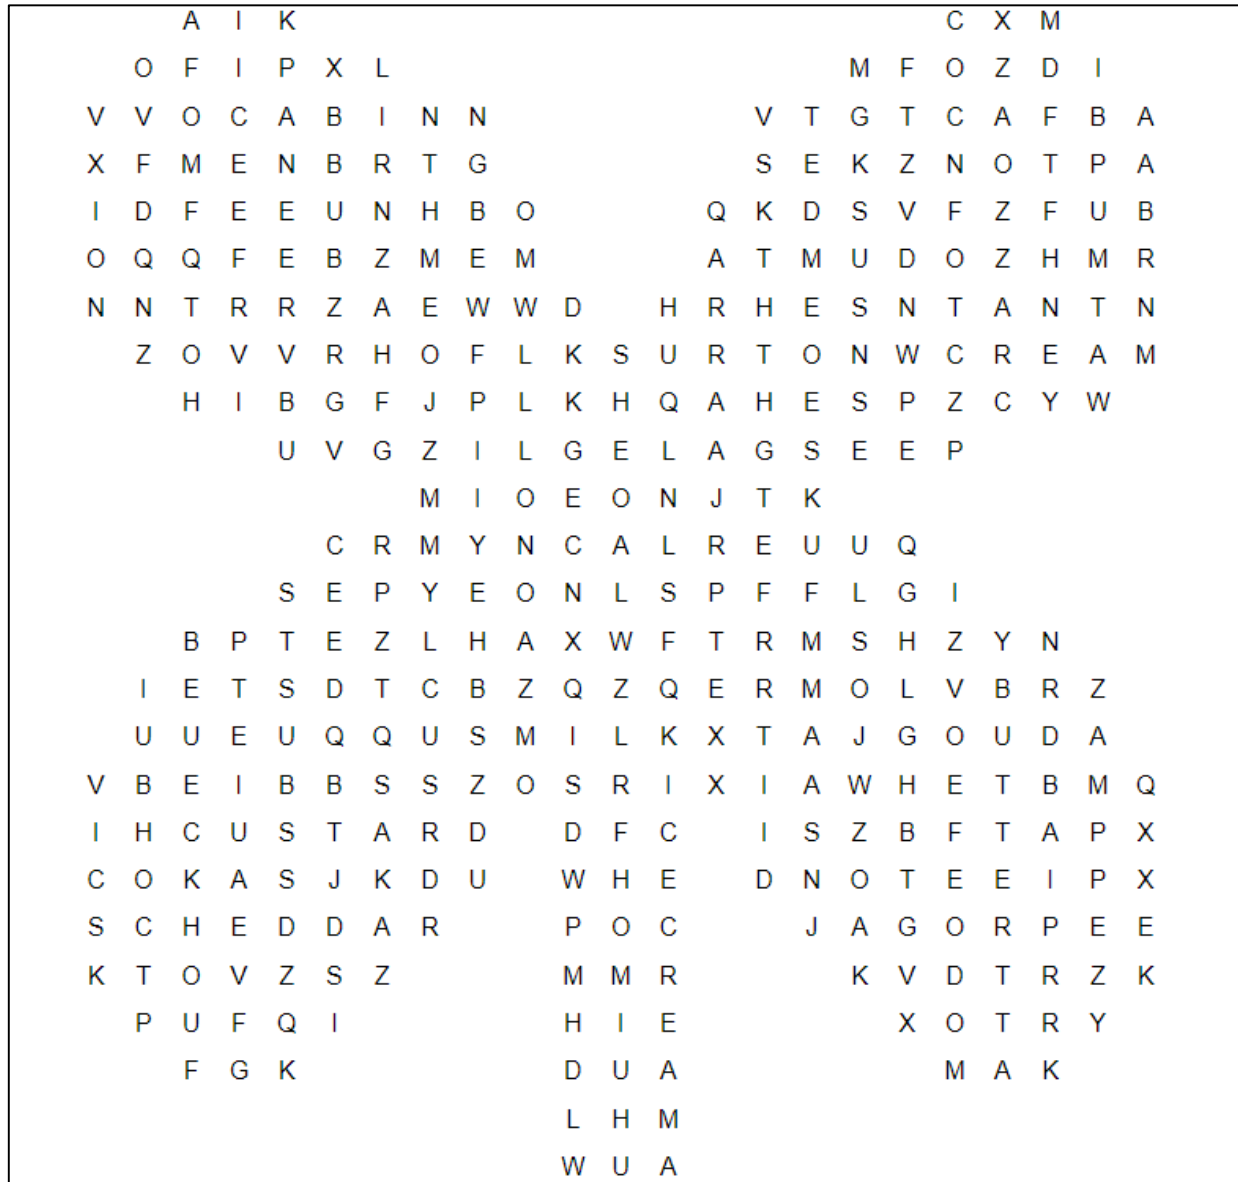 A I K C X M
O F I P X L M F O Z D I
V V O C A B I N N V T G T C A F B A
X F M E N B R T G S E K Z N O T P A
I D F E E U N H B O Q K D S V F Z F U B
O Q Q F E B Z M E M A T M U D O Z H M R
N N T R R Z A E W W D H R H E S N T A N T N
Z O V V R H O F L K S U R T O N W C R E A M
H I B G F J P L K H Q A H E S P Z C Y W
U V G Z I L G E L A G S E E P
M I O E O N J T K
C R M Y N C A L R E U U Q
S E P Y E O N L S P F F L G I
B P T E Z L H A X W F T R M S H Z Y N
I E T S D T C B Z Q Z Q E R M O L V B R Z
U U E U Q Q U S M I L K X T A J G O U D A
V B E I B B S S Z O S R I X I A W H E T B M Q
I H C U S T A R D D F C I S Z B F T A P X
C O K A S J K D U W H E D N O T E E I P X
S C H E D D A R P O C J A G O R P E E
K T O V Z S Z M M R K V D T R Z K
P U F Q I H I E X O T R Y
F G K D U A M A K
L H M
W U A